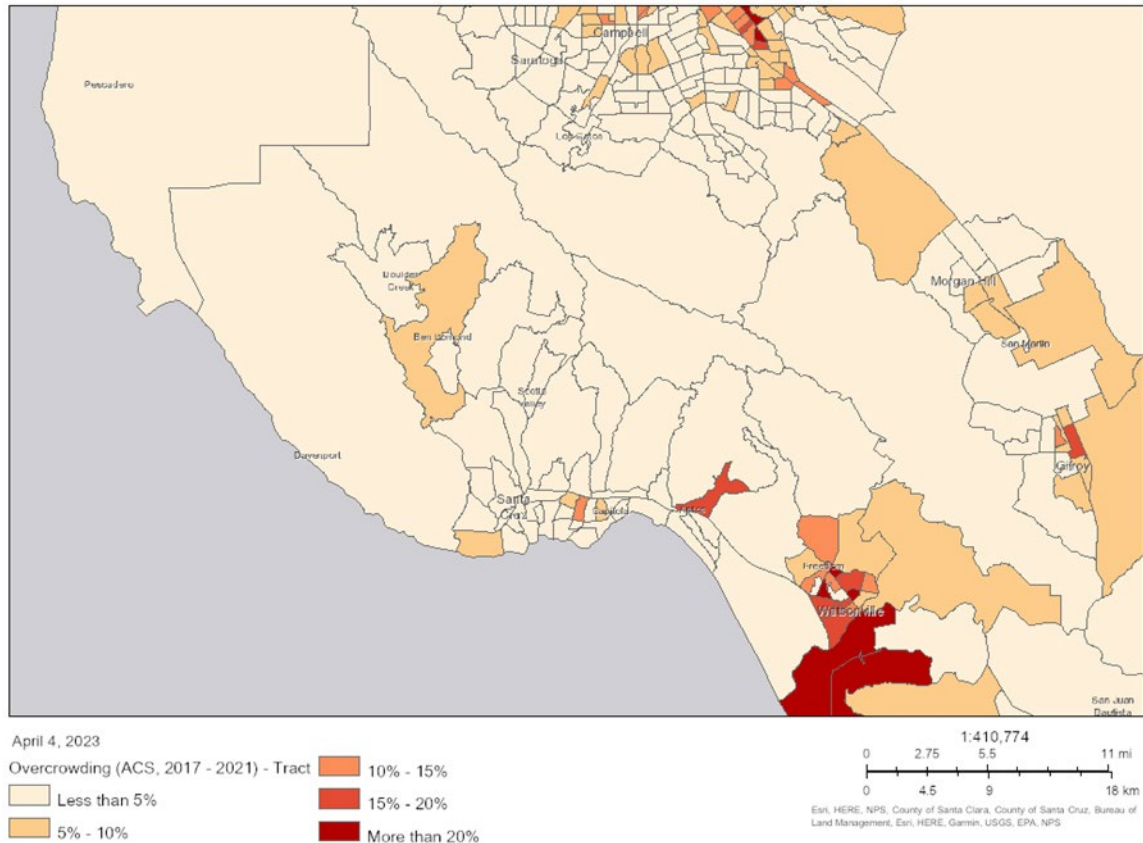 Campbell
Saratoga
Pescadero
Los Gatos
Morgan Hill
Boulder
Creek
Ben Lomond
San Martin
Scotts
Valley
Davenport
Gilroy
Santa
Cruz
Capitola
Aptos
Freedom
Watsonville
San Juan
Bautista
April 4, 2023
Overcrowding (ACS, 2017 - 2021) - Tract
Less than 5%
5% - 10%
10% - 15%
15% - 20%
More than 20%
1:410,774
0 2.75 5.5 11 mi
0 4.5 9 18 km
Esri, HERE, NPS, County of Santa Clara, County of Santa Cruz, Bureau of
Land Management, Esri, HERE, Garmin, USGS, EPA, NPS